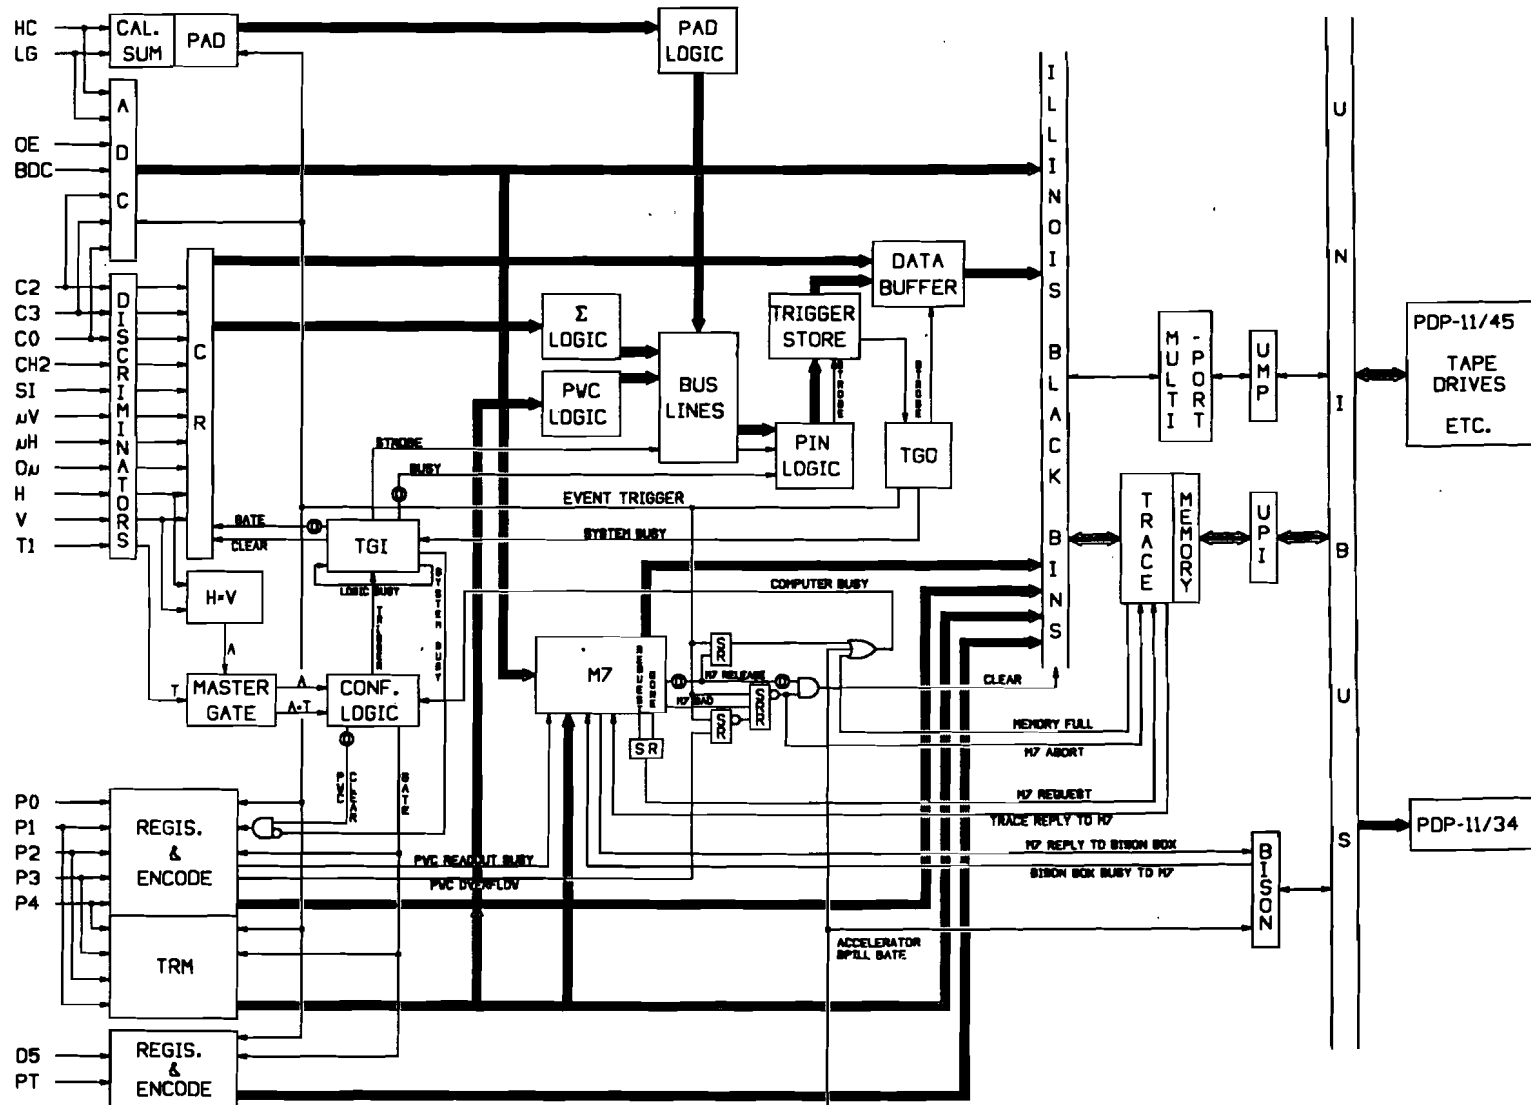 HC
LG
CAL.
SUM
PAD
PAD
LOGIC
ADC
OE
BDC
C2
C3
C0
CH2
SI
μV
μH
Oμ
H
V
T1
DISCRIMINATORS
CR
Σ
LOGIC
PWC
LOGIC
BUS
LINES
TRIGGER
STORE
DATA
BUFFER
STROBE
STROBE
PIN
LOGIC
TGO
STROBE
BUSY
EVENT TRIGGER
SYSTEM BUSY
GATE
CLEAR
TGI
LOGIC BUSY
TRIGGER
SYSTEM BUSY
COMPUTER BUSY
H•V
Λ
T
MASTER
GATE
Λ
Λ•T
CONF.
LOGIC
PWC
CLEAR
GATE
M7
REQUEST
DONE
M7 RELEASE
M7 BAD
SR
SR
SR
S R
CLEAR
MEMORY FULL
M7 ABORT
M7 REQUEST
TRACE REPLY TO M7
M7 REPLY TO BISON BOX
BISON BOX BUSY TO M7
P0
P1
P2
P3
P4
REGIS.
&
ENCODE
PWC READOUT BUSY
PWC OVERFLOW
TRM
ACCELERATOR
SPILL GATE
D5
PT
REGIS.
&
ENCODE
ILLINOIS BLACK BINS
MULTI
-PORT
UMP
TRACE
MEMORY
UPI
BISON
UNIBUS
PDP-11/45
TAPE
DRIVES
ETC.
PDP-11/34